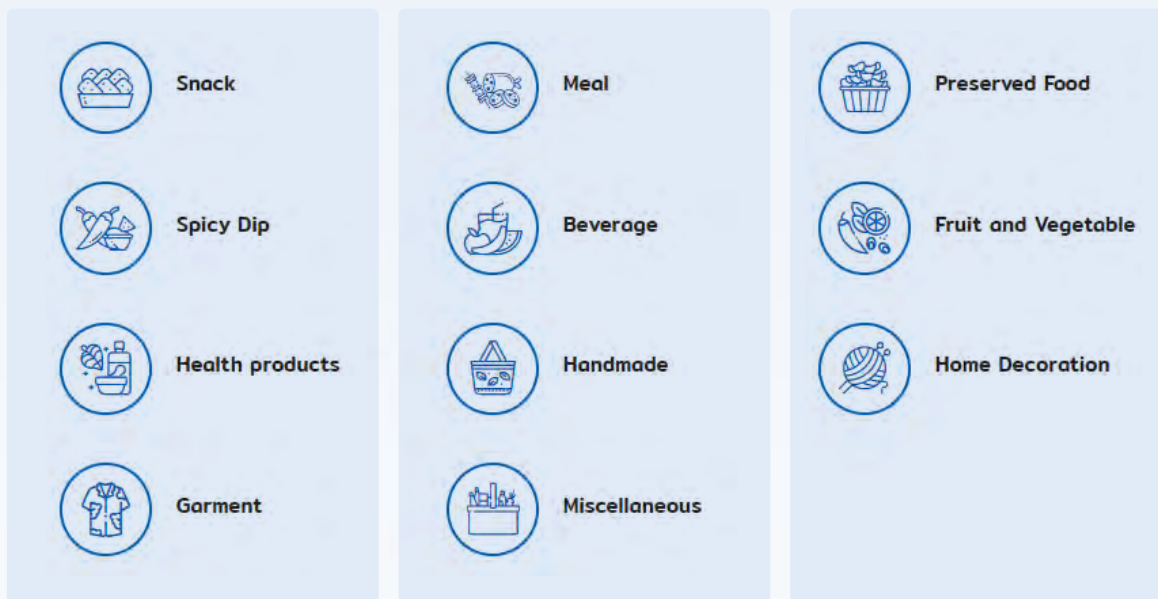 Snack
Meal
Preserved Food
Spicy Dip
Beverage
Fruit and Vegetable
Health products
Handmade
Home Decoration
Garment
Miscellaneous